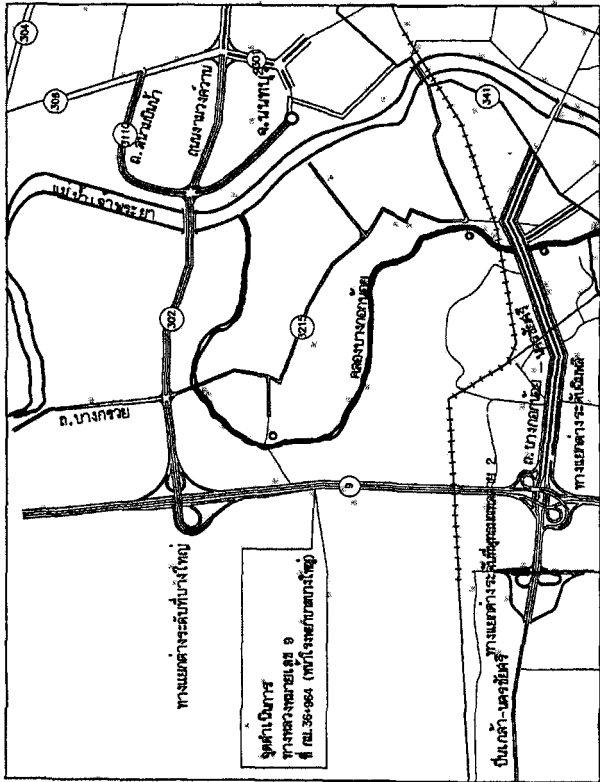 304
306
3110
ถ.สนามบินน้ำ
ถนนงามวงศ์วาน
301
จ.นนทบุรี
แม่น้ำเจ้าพระยา
302
3215
คลองบางกอกน้อย
341
ถ.บางกรวย
9
ทางแยกต่างระดับที่บางใหญ่
ถ.บางกอกน้อย - นครชัยศรี
ทางแยกต่างระดับฉิมพลี
ปิ่นเกล้า-นครชัยศรี
จุดดำเนินการ
ทางหลวงหมายเลข 9
ที่ กม.36+964 (หน้าโรงพยาบาลบางใหญ่)